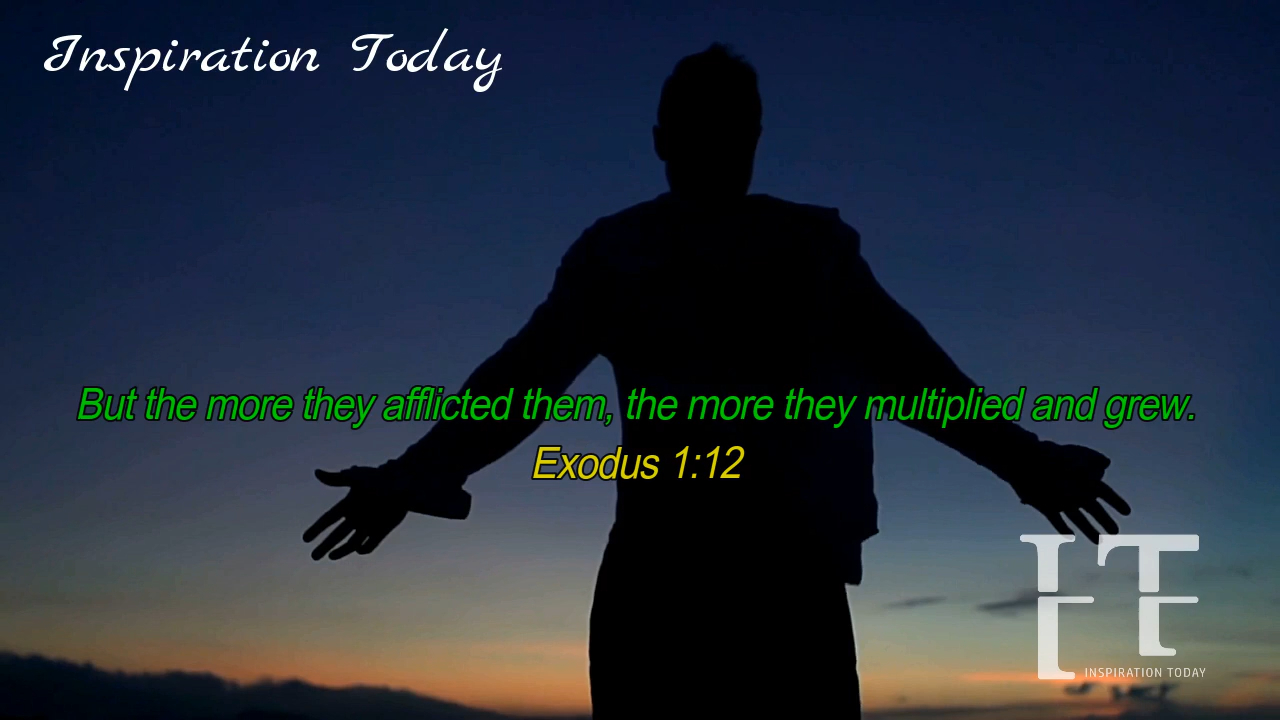 Inspiration Today
But the more they afflicted them, the more they multiplied and grew.
Exodus 1:12
IT
INSPIRATION TODAY